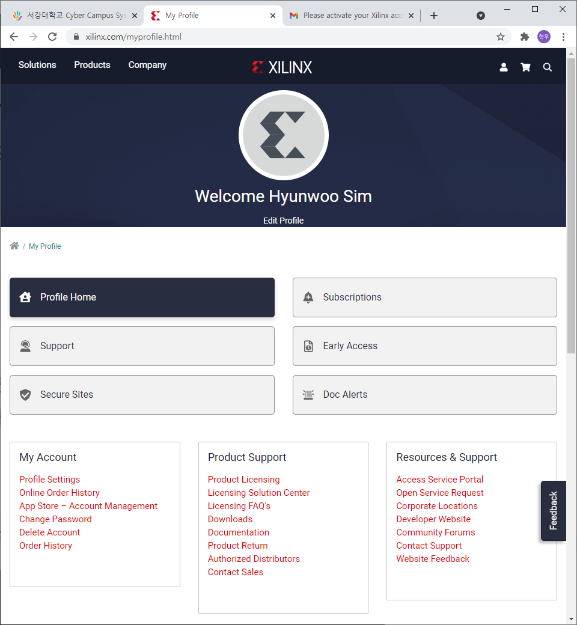 서강대학교 Cyber Campus Sys
My Profile
Please activate your Xilinx acc
xilinx.com/myprofile.html
현우
Solutions
Products
Company
XILINX
Welcome Hyunwoo Sim
Edit Profile
/ My Profile
Profile Home
Subscriptions
Support
Early Access
Secure Sites
Doc Alerts
My Account
Profile Settings
Online Order History
App Store – Account Management
Change Password
Delete Account
Order History
Product Support
Product Licensing
Licensing Solution Center
Licensing FAQ's
Downloads
Documentation
Product Return
Authorized Distributors
Contact Sales
Resources & Support
Access Service Portal
Open Service Request
Corporate Locations
Developer Website
Community Forums
Contact Support
Website Feedback
Feedback